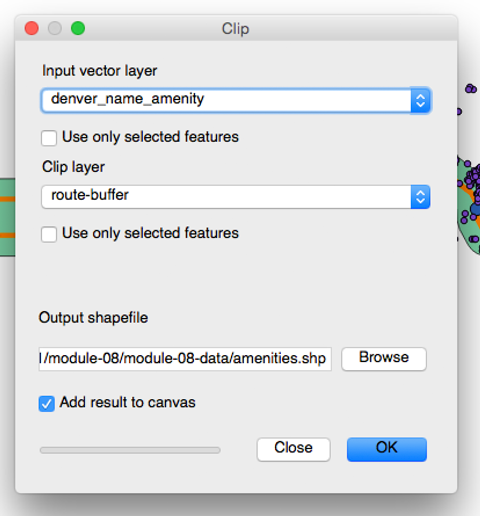 Clip
Input vector layer
denver_name_amenity
Use only selected features
Clip layer
route-buffer
Use only selected features
Output shapefile
/module-08/module-08-data/amenities.shp
Browse
Add result to canvas
Close
OK